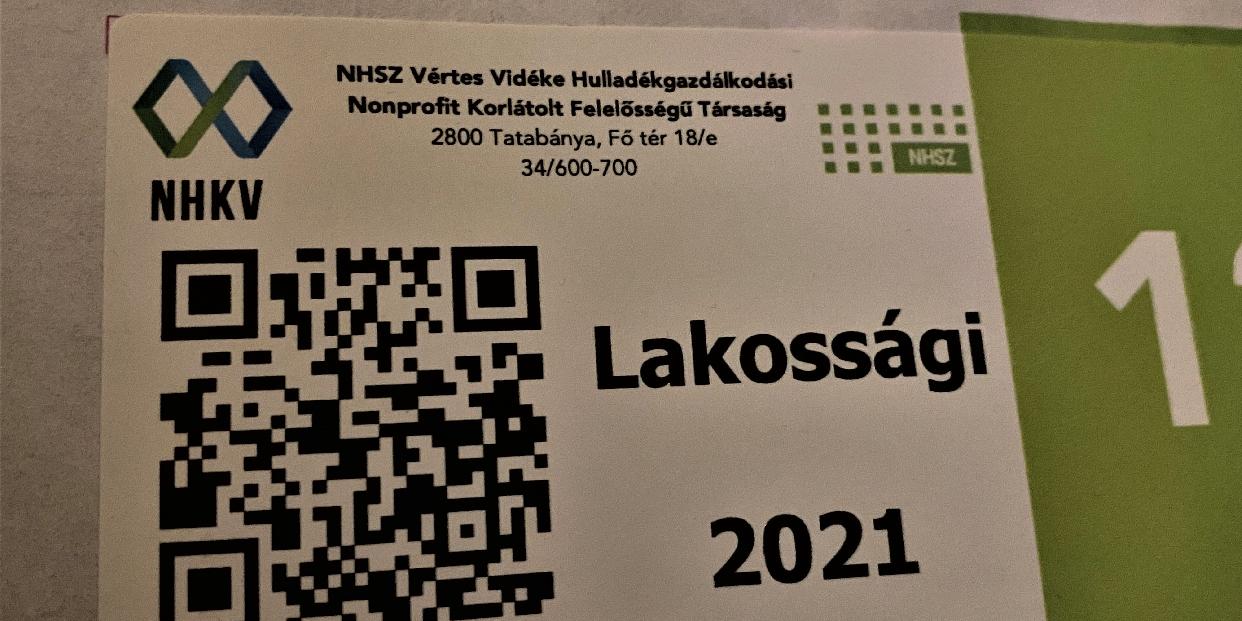 NHSZ Vértes Vidéke Hulladékgazdálkodási
Nonprofit Korlátolt Felelősségű Társaság
2800 Tatabánya, Fő tér 18/e
34/600-700
NHKV
NHSZ
Lakossági
2021